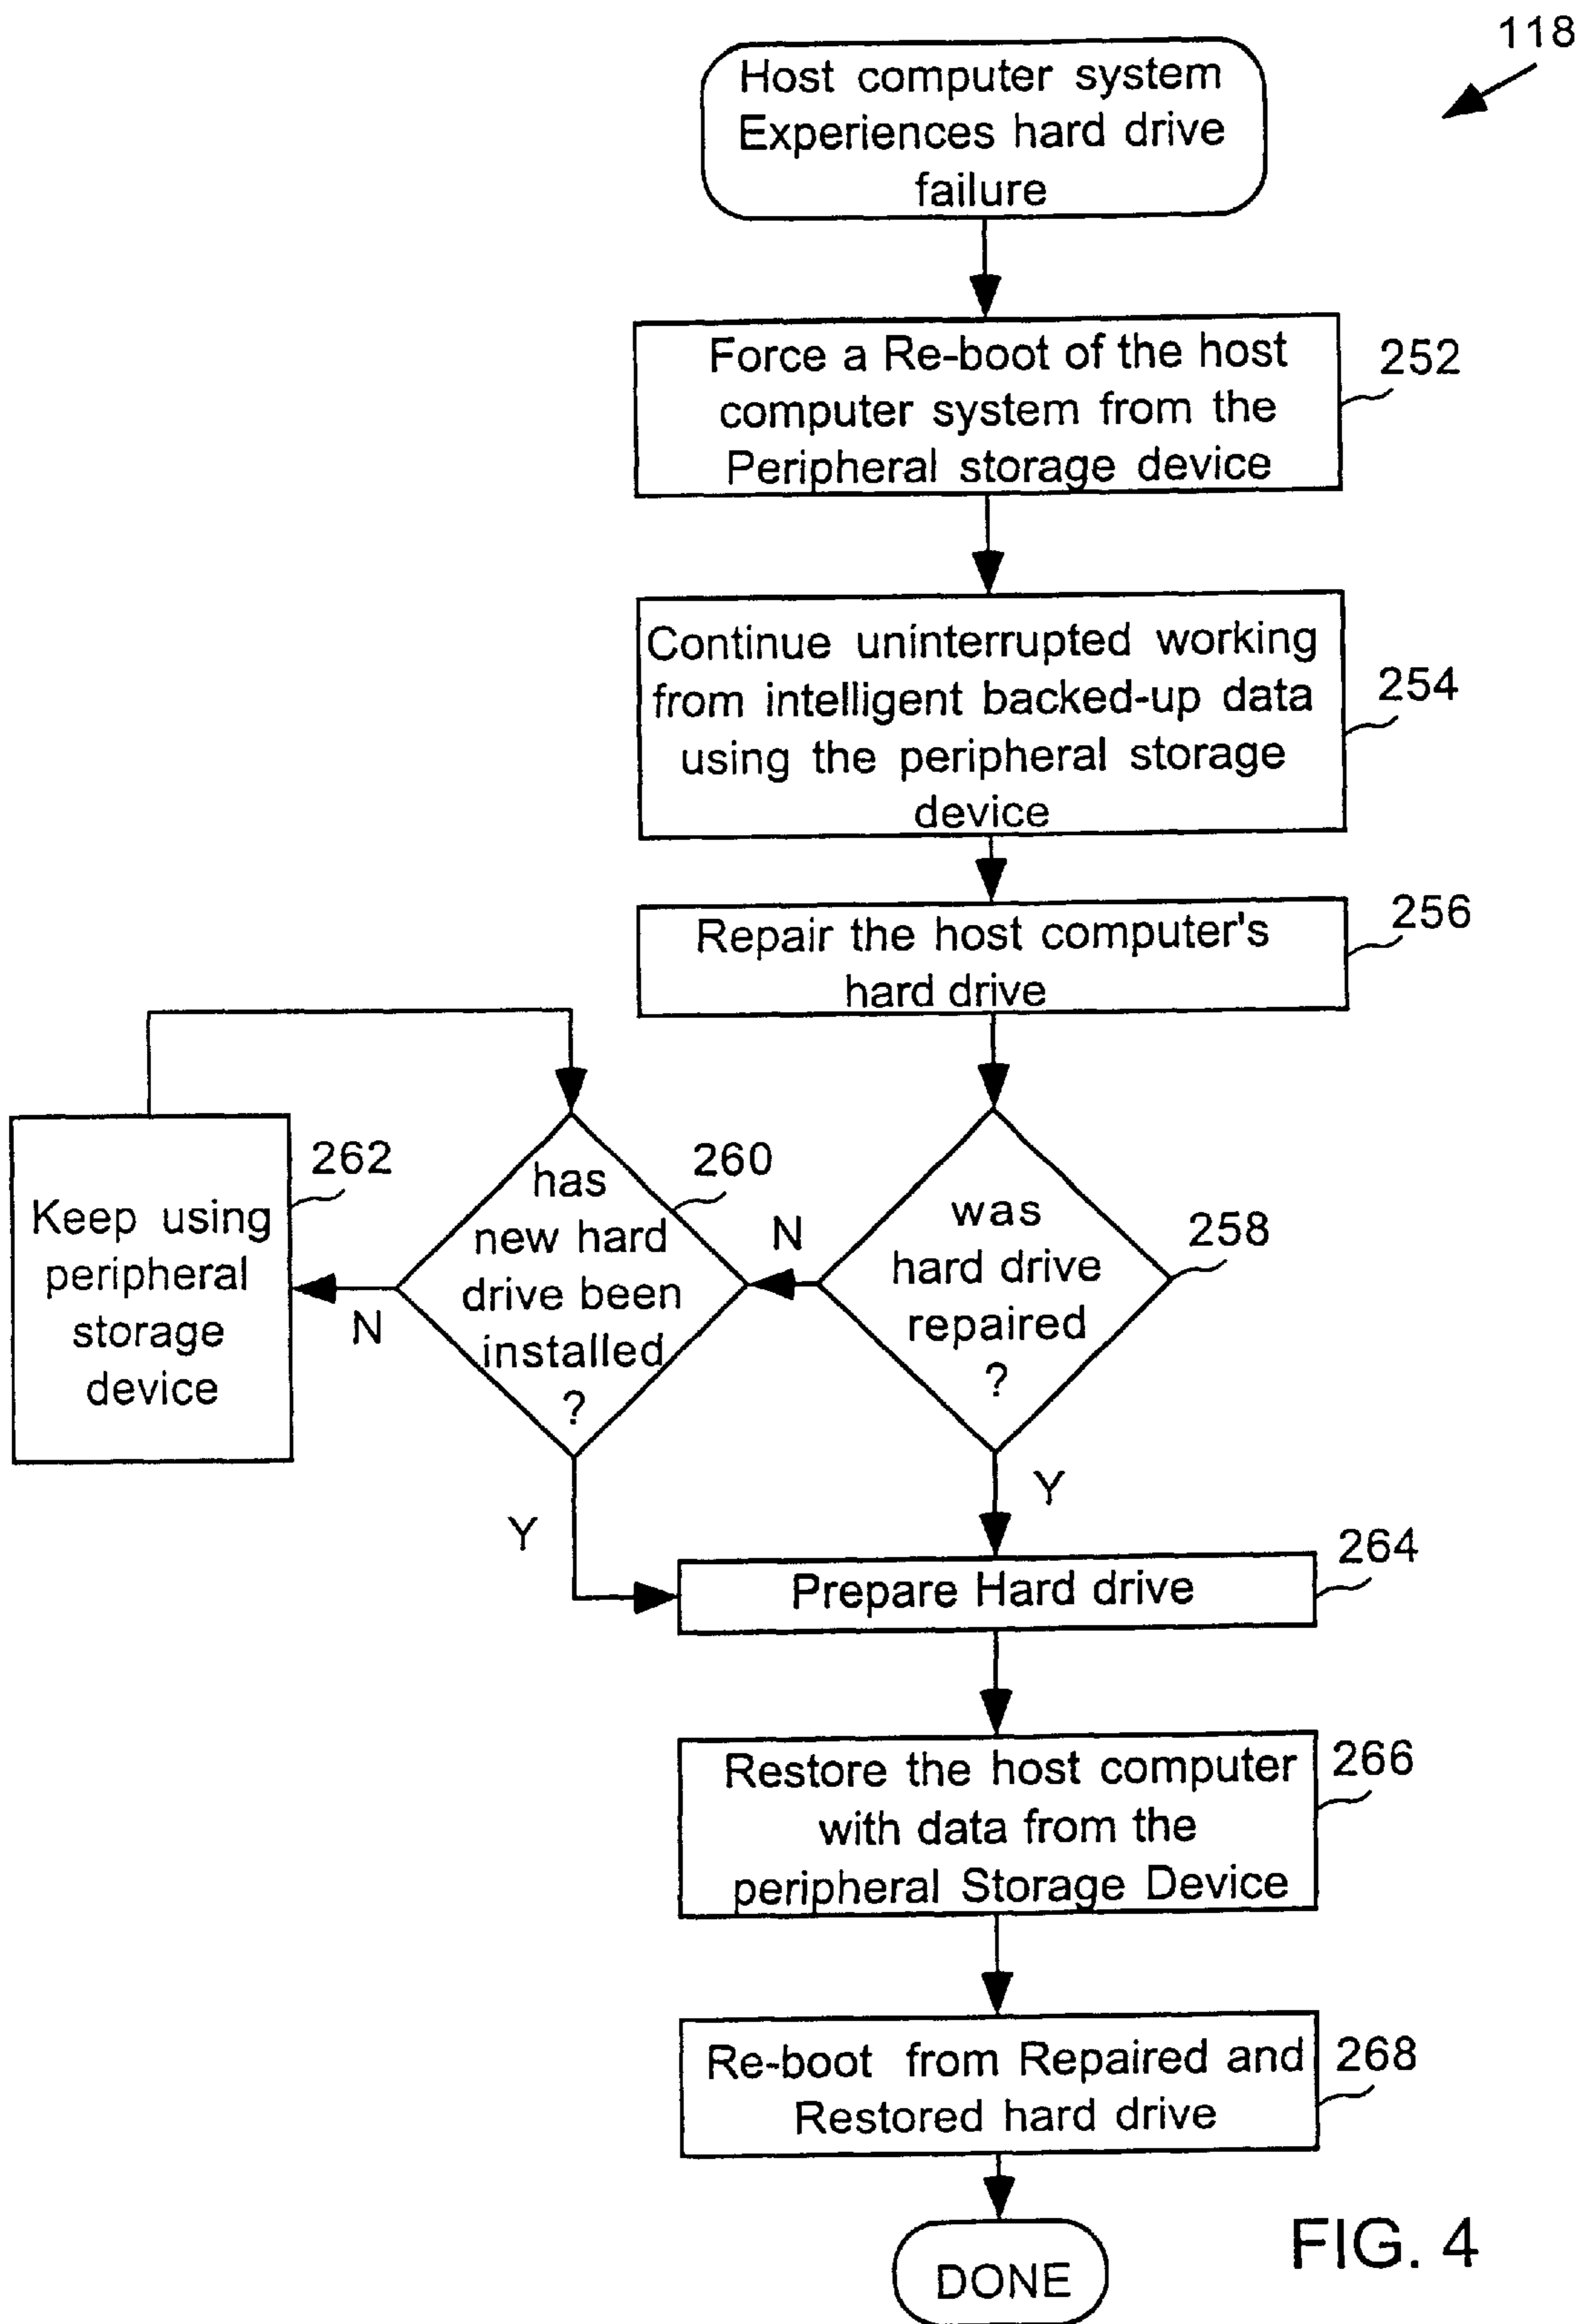 118
Host computer system
Experiences hard drive
failure
Force a Re-boot of the host
computer system from the
Peripheral storage device
252
Continue uninterrupted working
from intelligent backed-up data
using the peripheral storage
device
254
Repair the host computer's
hard drive
256
was
hard drive
repaired
?
258
N
Y
has
new hard
drive been
installed
?
260
N
Y
Keep using
peripheral
storage
device
262
Prepare Hard drive
264
Restore the host computer
with data from the
peripheral Storage Device
266
Re-boot from Repaired and
Restored hard drive
268
DONE
FIG. 4